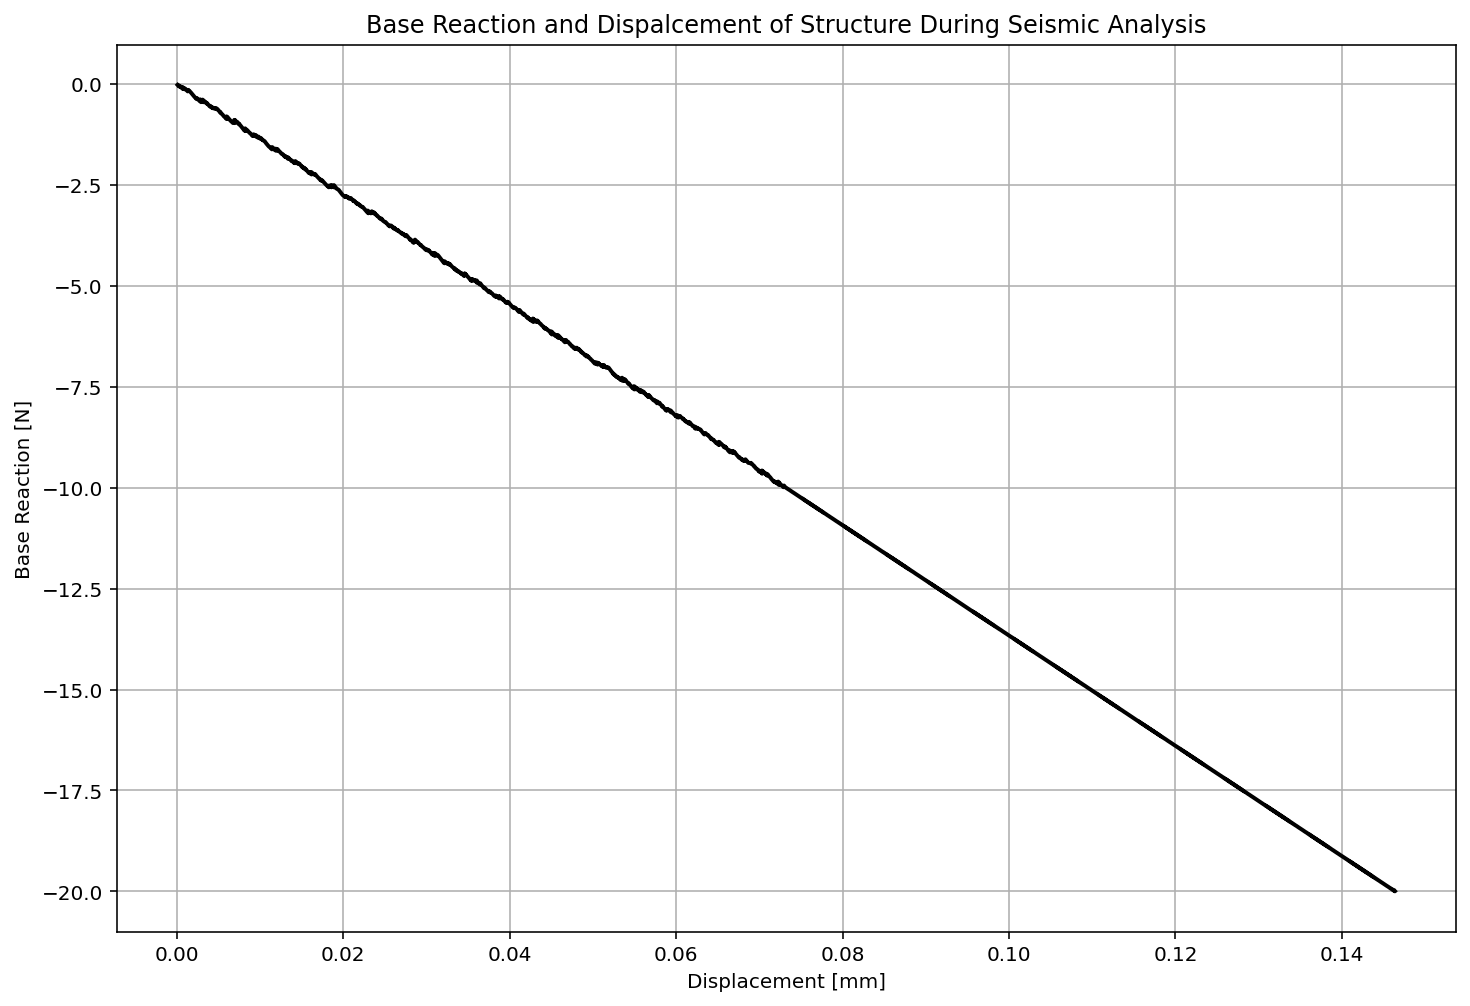 Base Reaction and Dispalcement of Structure During Seismic Analysis
0.0
−2.5
−5.0
−7.5
−10.0
−12.5
−15.0
−17.5
−20.0
Base Reaction [N]
0.00 0.02 0.04 0.06 0.08 0.10 0.12 0.14
Displacement [mm]